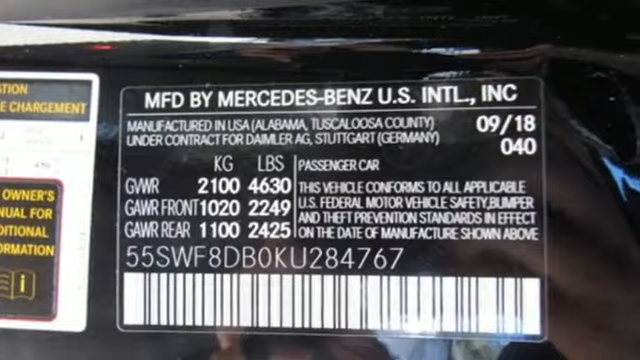 TION
E CHARGEMENT
OWNER'S
NUAL FOR
DITIONAL
ORMATION
MFD BY MERCEDES-BENZ U.S. INTL., INC
MANUFACTURED IN USA (ALABAMA, TUSCALOOSA COUNTY) 09/18
UNDER CONTRACT FOR DAIMLER AG, STUTTGART (GERMANY) 040
KG LBS PASSENGER CAR
GVWR 2100 4630
GAWR FRONT 1020 2249
GAWR REAR 1100 2425
THIS VEHICLE CONFORMS TO ALL APPLICABLE
U.S. FEDERAL MOTOR VEHICLE SAFETY,BUMPER
AND THEFT PREVENTION STANDARDS IN EFFECT
ON THE DATE OF MANUFACTURE SHOWN ABOVE
55SWF8DB0KU284767